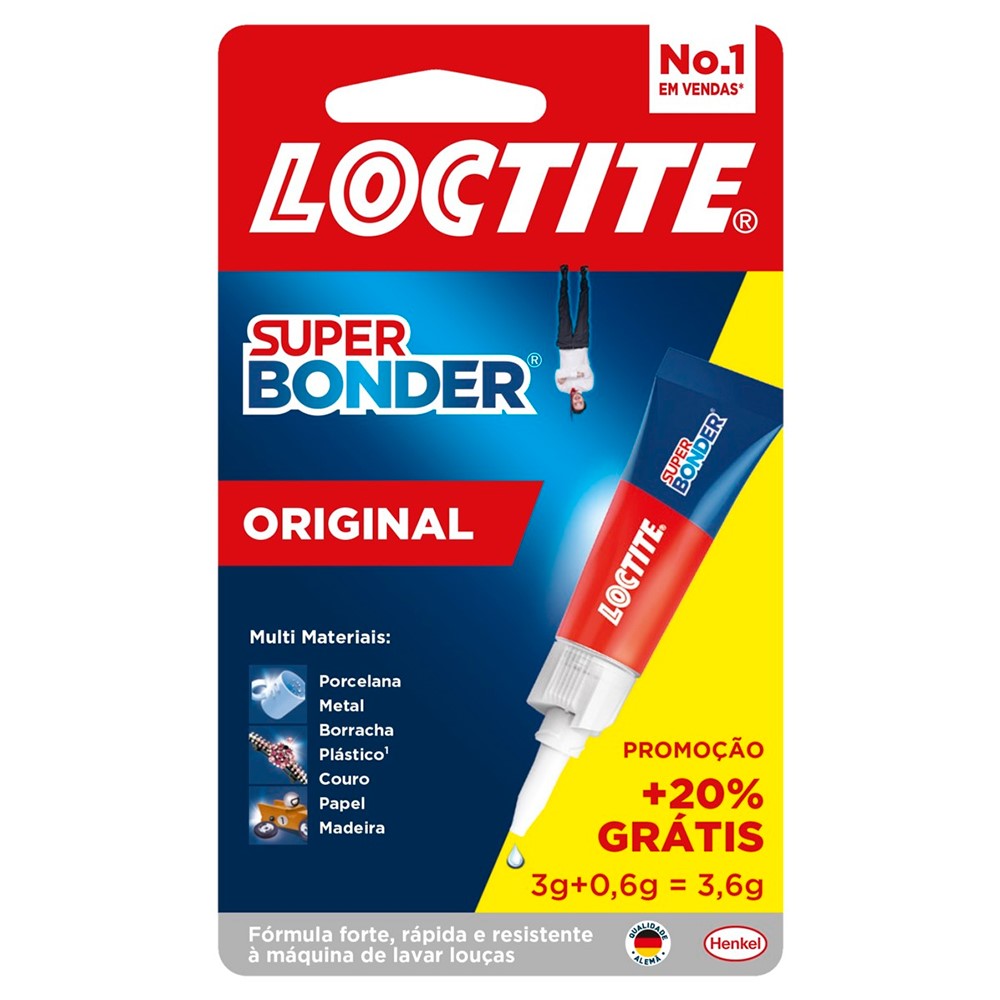 No.1
EM VENDAS*
LOCTITE®
SUPER
BONDER®
SUPER
BONDER®
ORIGINAL
LOCTITE®
Multi Materiais:
Porcelana
Metal
Borracha
Plástico¹
Couro
Papel
Madeira
PROMOÇÃO
+20%
GRÁTIS
3g+0,6g = 3,6g
Fórmula forte, rápida e resistente
à máquina de lavar louças
QUALIDADE
ALEMÃ
Henkel